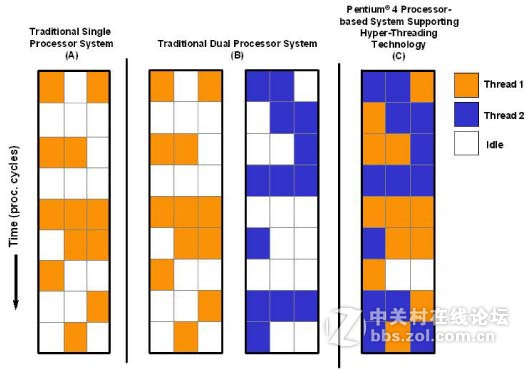 Traditional Single
Processor System
(A)
Traditional Dual Processor System
(B)
Pentium® 4 Processor-
based System Supporting
Hyper-Threading
Technology
(C)
Thread 1
Thread 2
Idle
Time (proc. cycles)
中关村在线论坛
bbs.zol.com.cn